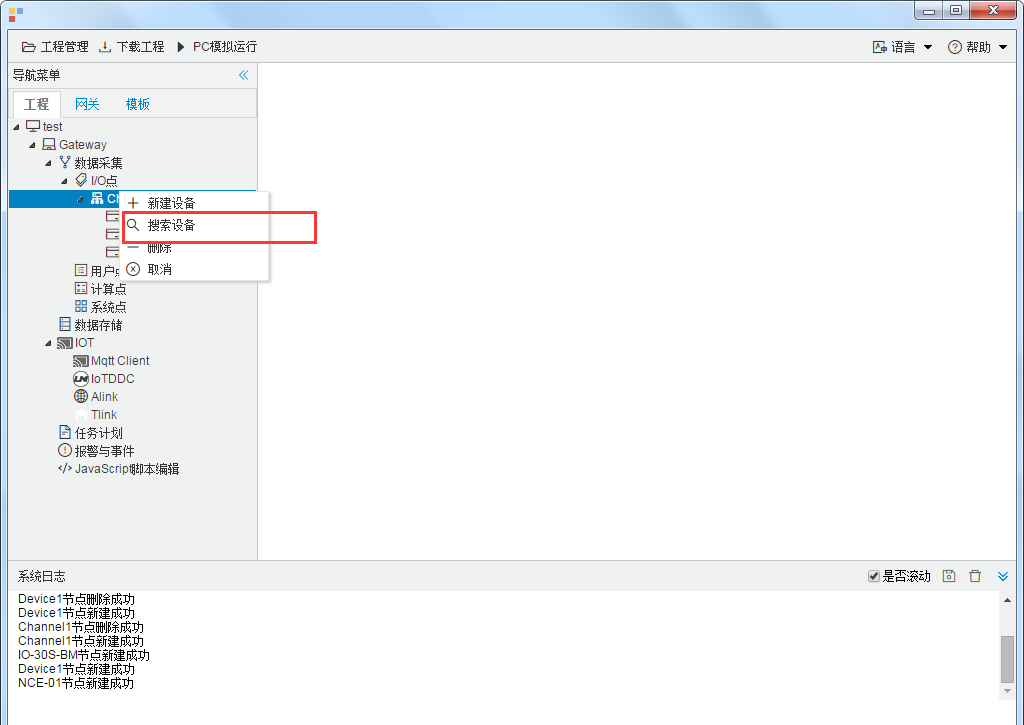 工程管理 下载工程 PC模拟运行 语言 帮助
导航菜单
工程 网关 模板
test
Gateway
数据采集
I/O点
新建设备
搜索设备
删除
取消
计算点
系统点
数据存储
IOT
Mqtt Client
IoTDDC
Alink
Tlink
任务计划
报警与事件
JavaScript脚本编辑
系统日志 是否滚动
Device1节点删除成功
Device1节点新建成功
Channel1节点删除成功
Channel1节点新建成功
IO-30S-BM节点新建成功
Device1节点新建成功
NCE-01节点新建成功